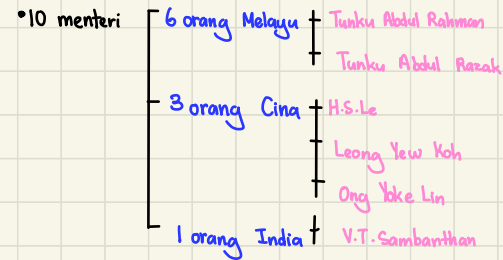 •10 menteri
6 orang Melayu
Tunku Abdul Rahman
Tunku Abdul Razak
3 orang Cina
H.S.Le
Leong Yew Koh
Ong Yoke Lin
1 orang India
V.T. Sambanthan